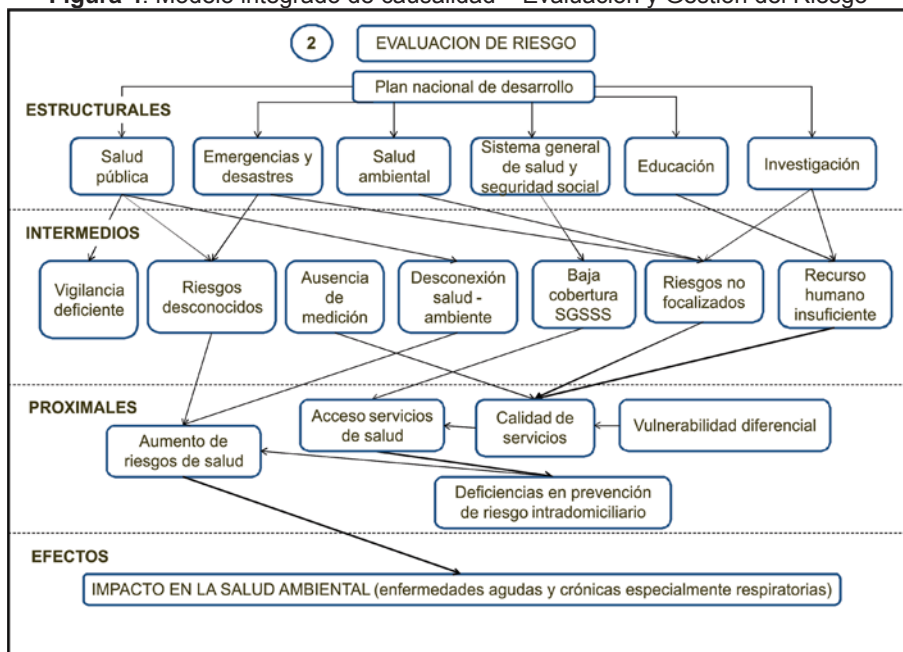 Figura 4. Modelo integrado de causalidad – Evaluación y Gestión del Riesgo
2
EVALUACION DE RIESGO
Plan nacional de desarrollo
ESTRUCTURALES
Salud
pública
Emergencias y
desastres
Salud
ambiental
Sistema general
de salud y
seguridad social
Educación
Investigación
INTERMEDIOS
Vigilancia
deficiente
Riesgos
desconocidos
Ausencia
de
medición
Desconexión
salud -
ambiente
Baja
cobertura
SGSSS
Riesgos no
focalizados
Recurso
humano
insuficiente
PROXIMALES
Aumento de
riesgos de salud
Acceso servicios
de salud
Calidad de
servicios
Vulnerabilidad diferencial
Deficiencias en prevención
de riesgo intradomiciliario
EFECTOS
IMPACTO EN LA SALUD AMBIENTAL (enfermedades agudas y crónicas especialmente respiratorias)